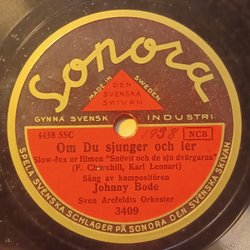 Sonora
MADE IN SWEDEN
DEN
SVENSKA
SKIVAN
GYNNA SVENSK INDUSTRI
4458 SSC
1938
NCB
Om Du sjunger och ler
Slow-fox ur filmen "Snövit och de sju dvärgarna"
(F. Churchill, Karl Lennart)
Sång av kompositören
Johnny Bode
Sven Arefeldts Orkester
3409
SPELA SVENSKA SCHLAGER PÅ SONORA DEN SVENSKA SKIVAN